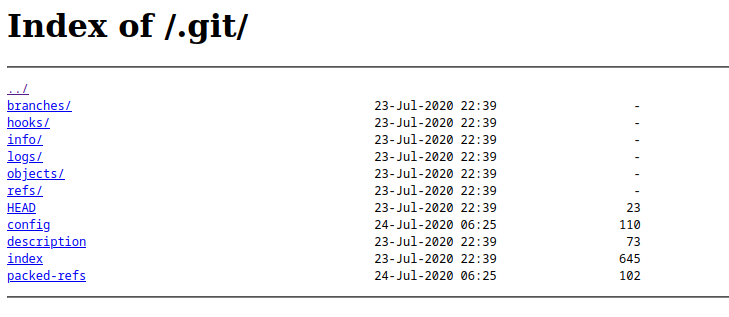 Index of /.git/
../
branches/ 23-Jul-2020 22:39 -
hooks/ 23-Jul-2020 22:39 -
info/ 23-Jul-2020 22:39 -
logs/ 23-Jul-2020 22:39 -
objects/ 23-Jul-2020 22:39 -
refs/ 23-Jul-2020 22:39 -
HEAD 23-Jul-2020 22:39 23
config 24-Jul-2020 06:25 110
description 23-Jul-2020 22:39 73
index 23-Jul-2020 22:39 645
packed-refs 24-Jul-2020 06:25 102